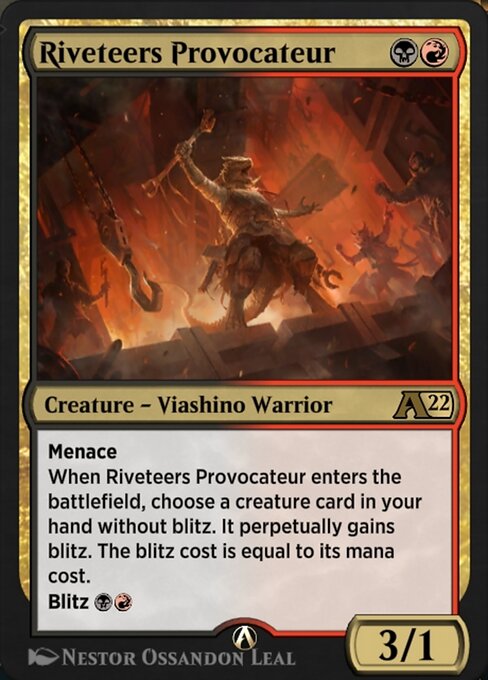 Riveteers Provocateur
Creature – Viashino Warrior
A22
Menace
When Riveteers Provocateur enters the
battlefield, choose a creature card in your
hand without blitz. It perpetually gains
blitz. The blitz cost is equal to its mana
cost.
Blitz
3/1
Nestor Ossandon Leal